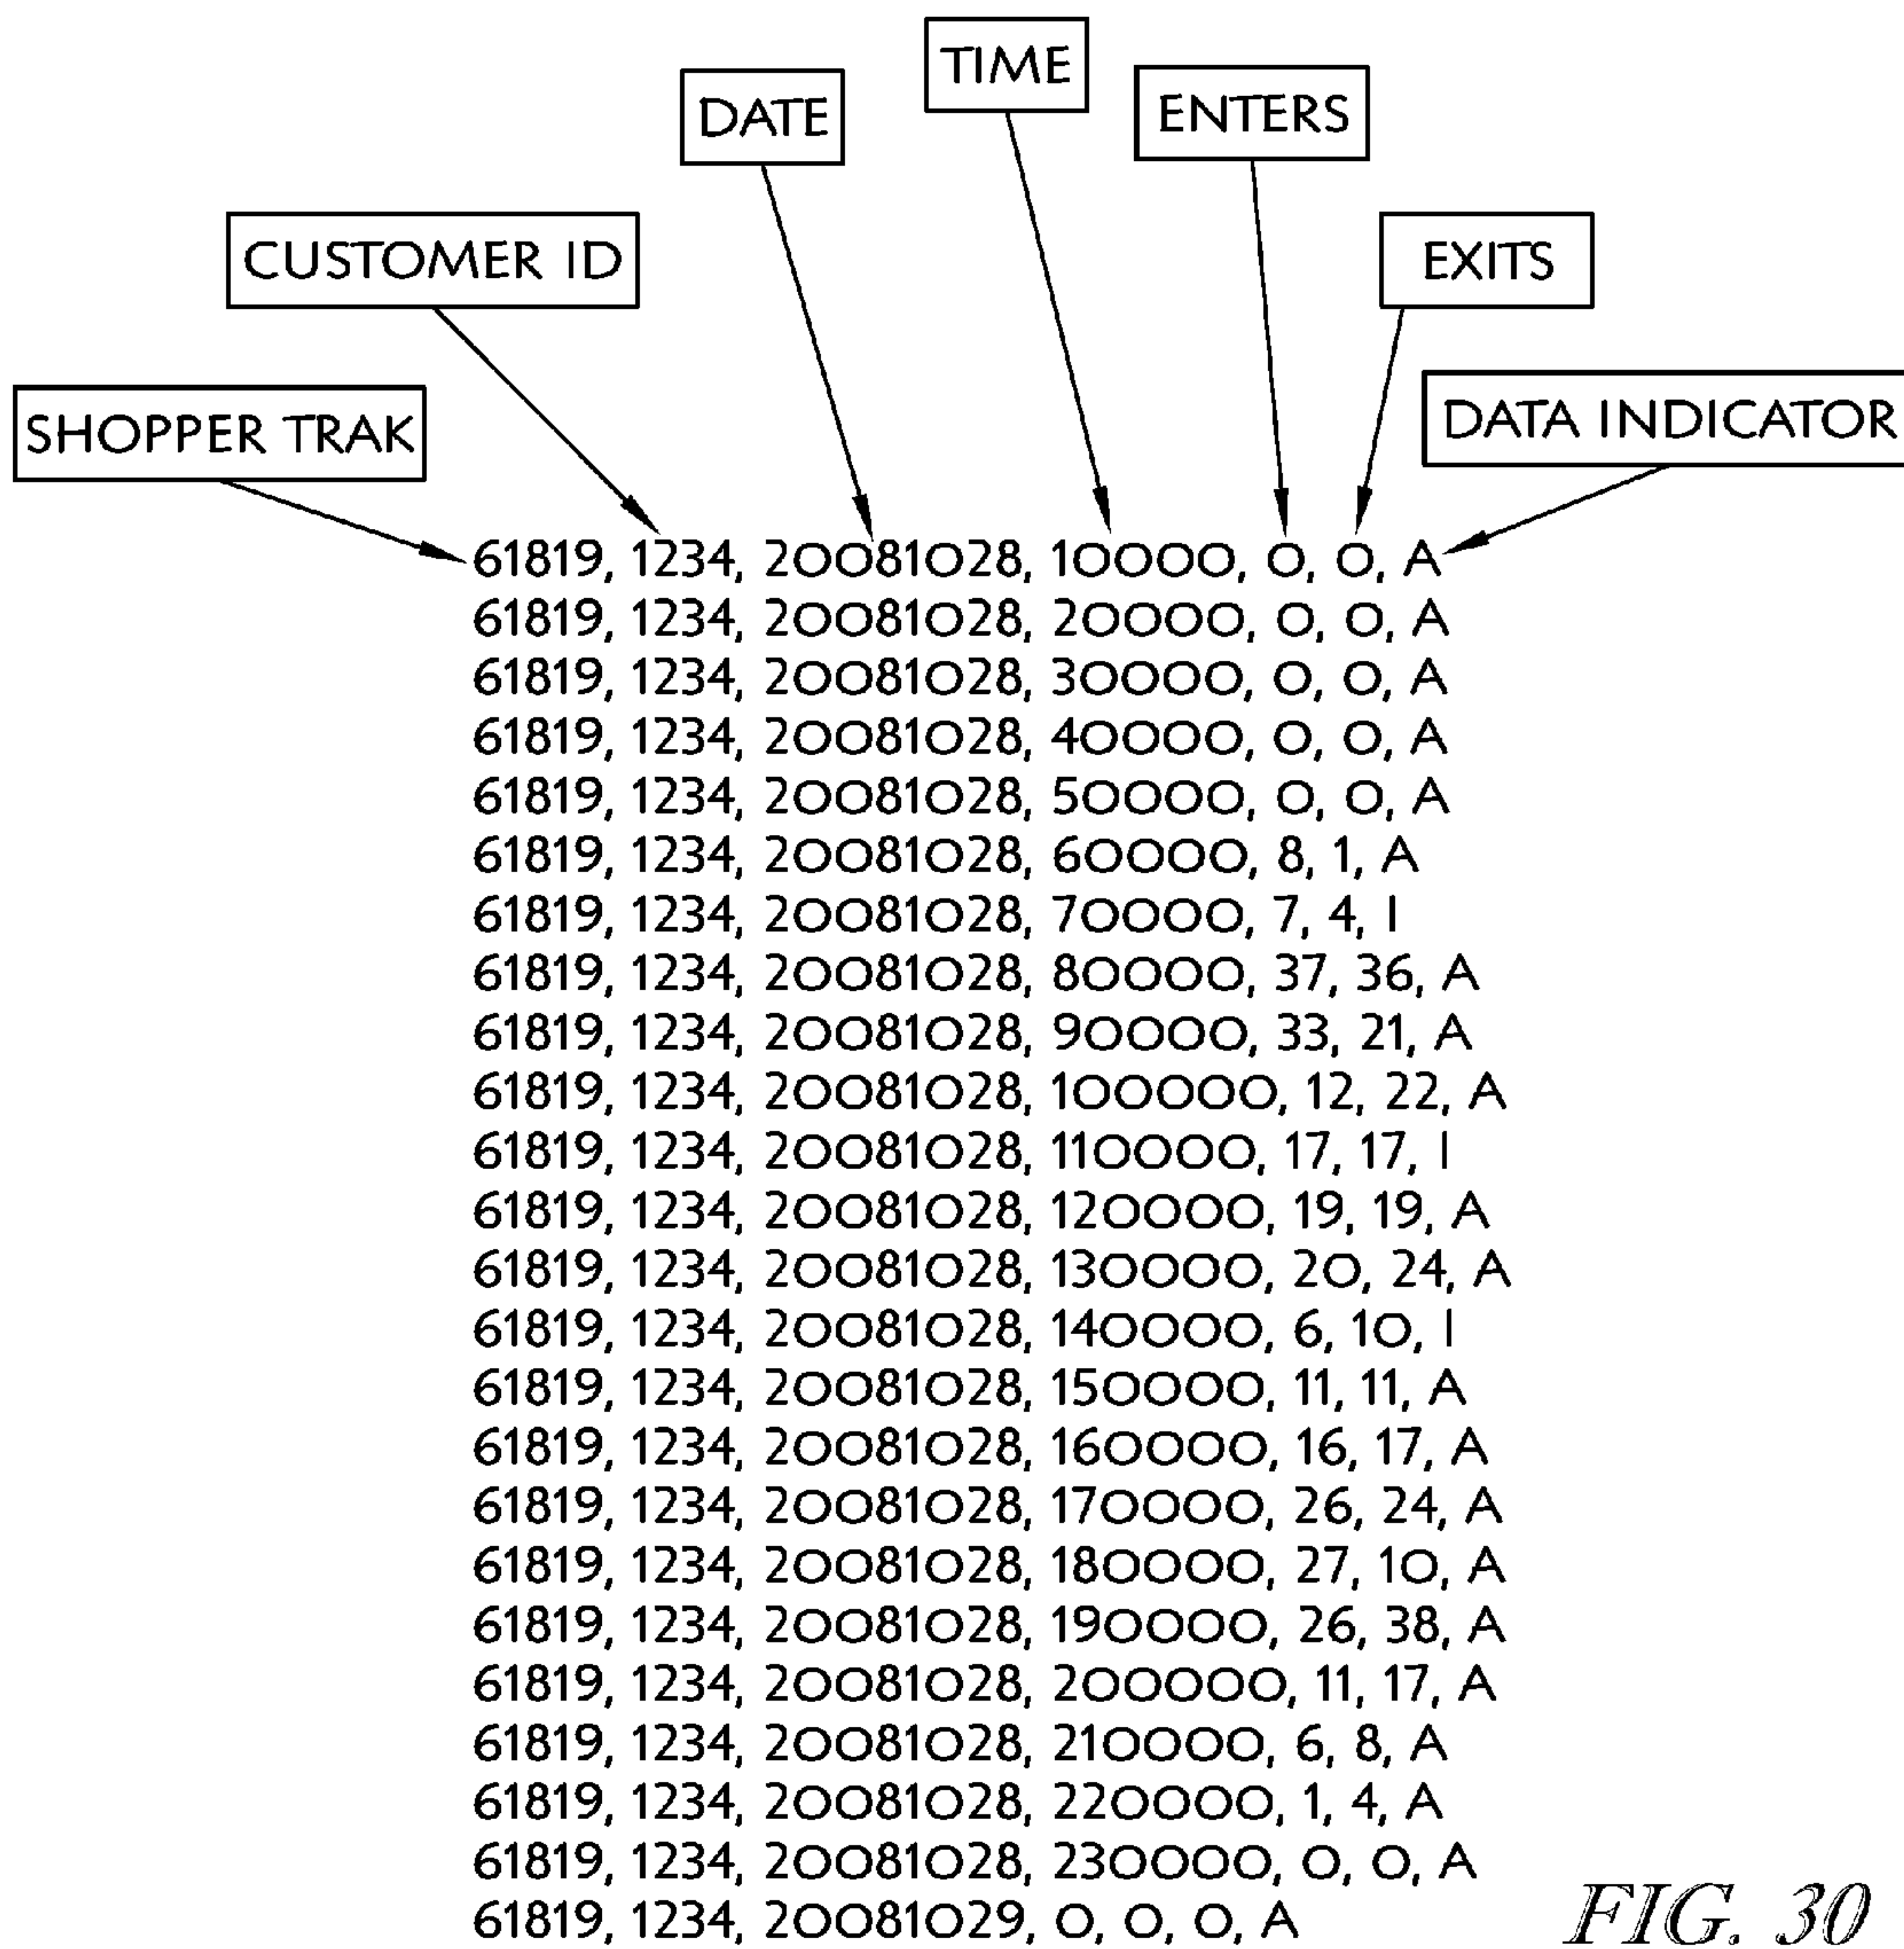 TIME
DATE
ENTERS
CUSTOMER ID
EXITS
SHOPPER TRAK
DATA INDICATOR
61819, 1234, 20081028, 10000, 0, 0, A
61819, 1234, 20081028, 20000, 0, 0, A
61819, 1234, 20081028, 30000, 0, 0, A
61819, 1234, 20081028, 40000, 0, 0, A
61819, 1234, 20081028, 50000, 0, 0, A
61819, 1234, 20081028, 60000, 8, 1, A
61819, 1234, 20081028, 70000, 7, 4, I
61819, 1234, 20081028, 80000, 37, 36, A
61819, 1234, 20081028, 90000, 33, 21, A
61819, 1234, 20081028, 100000, 12, 22, A
61819, 1234, 20081028, 110000, 17, 17, I
61819, 1234, 20081028, 120000, 19, 19, A
61819, 1234, 20081028, 130000, 20, 24, A
61819, 1234, 20081028, 140000, 6, 10, I
61819, 1234, 20081028, 150000, 11, 11, A
61819, 1234, 20081028, 160000, 16, 17, A
61819, 1234, 20081028, 170000, 26, 24, A
61819, 1234, 20081028, 180000, 27, 10, A
61819, 1234, 20081028, 190000, 26, 38, A
61819, 1234, 20081028, 200000, 11, 17, A
61819, 1234, 20081028, 210000, 6, 8, A
61819, 1234, 20081028, 220000, 1, 4, A
61819, 1234, 20081028, 230000, 0, 0, A
61819, 1234, 20081029, 0, 0, 0, A
FIG. 30